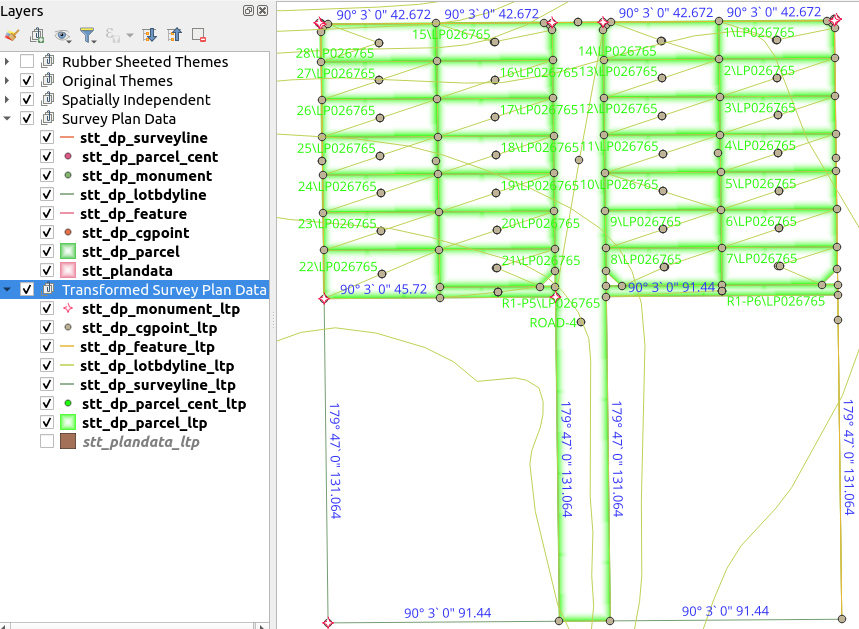 Layers
Rubber Sheeted Themes
Original Themes
Spatially Independent
Survey Plan Data
stt_dp_surveyline
stt_dp_parcel_cent
stt_dp_monument
stt_dp_lotbdyline
stt_dp_feature
stt_dp_cgpoint
stt_dp_parcel
stt_plandata
Transformed Survey Plan Data
stt_dp_monument_ltp
stt_dp_cgpoint_ltp
stt_dp_feature_ltp
stt_dp_lotbdyline_ltp
stt_dp_surveyline_ltp
stt_dp_parcel_cent_ltp
stt_dp_parcel_ltp
stt_plandata_ltp
90° 3` 0" 42.672 90° 3` 0" 42.672 90° 3` 0" 42.672 90° 3` 0" 42.672
15\LP026765 1\LP026765
28\LP026765 14\LP026765
27\LP026765 16\LP026765 13\LP026765 2\LP026765
26\LP026765 17\LP026765 12\LP026765 3\LP026765
25\LP026765 18\LP026765 11\LP026765 4\LP026765
24\LP026765 19\LP026765 10\LP026765 5\LP026765
23\LP026765 20\LP026765 9\LP026765 6\LP026765
22\LP026765 21\LP026765 8\LP026765 7\LP026765
90° 3` 0" 45.72 90° 3` 0" 91.44
R1-P5\LP026765 R1-P6\LP026765
ROAD-4
179° 47` 0" 131.064
179° 47` 0" 131.064
179° 47` 0" 131.064
179° 47` 0" 131.064
90° 3` 0" 91.44 90° 3` 0" 91.44